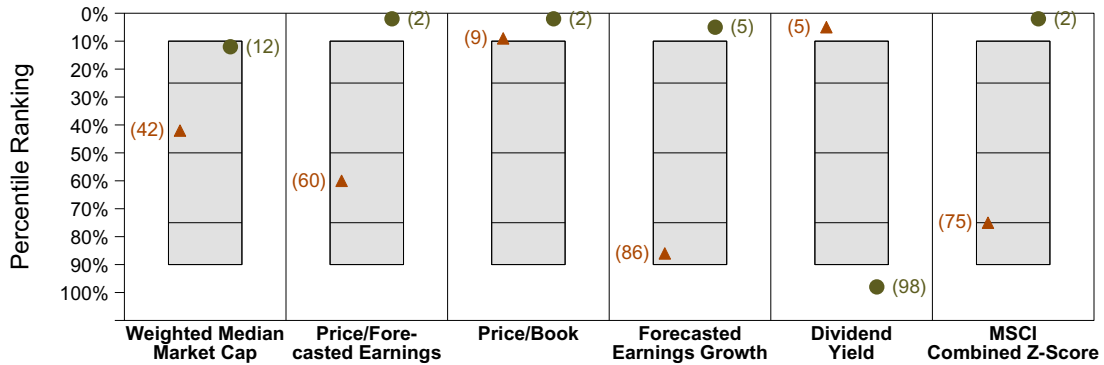 Percentile Ranking
0%
10%
20%
30%
40%
50%
60%
70%
80%
90%
100%
(12)
(42)
(2)
(60)
(2)
(9)
(5)
(86)
(5)
(98)
(2)
(75)
Weighted Median
Market Cap
Price/Fore-
casted Earnings
Price/Book
Forecasted
Earnings Growth
Dividend
Yield
MSCI
Combined Z-Score